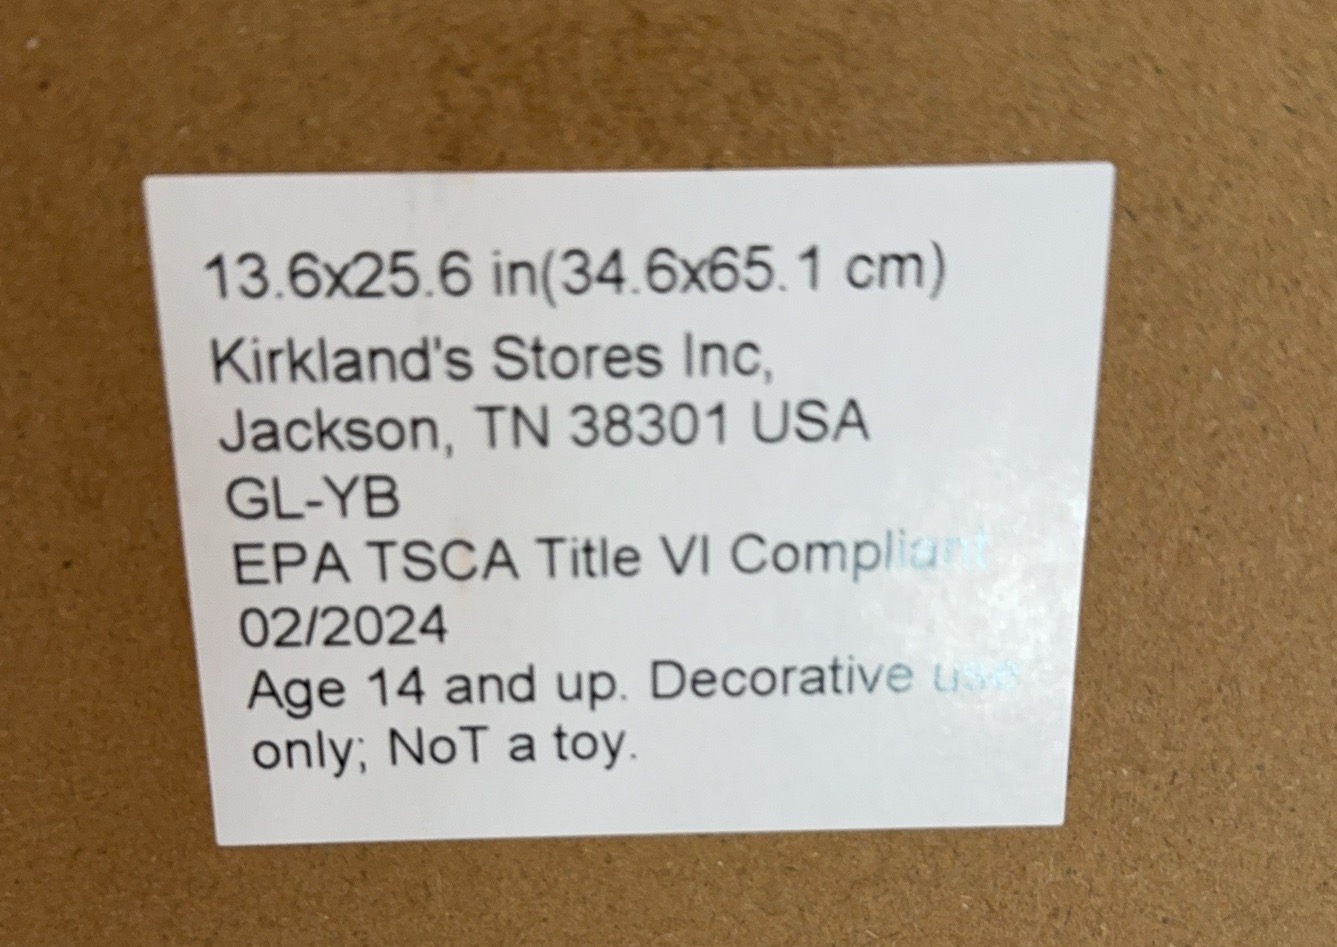 13.6x25.6 in(34.6x65.1 cm)
Kirkland's Stores Inc,
Jackson, TN 38301 USA
GL-YB
EPA TSCA Title VI Compliant
02/2024
Age 14 and up. Decorative use
only; NoT a toy.